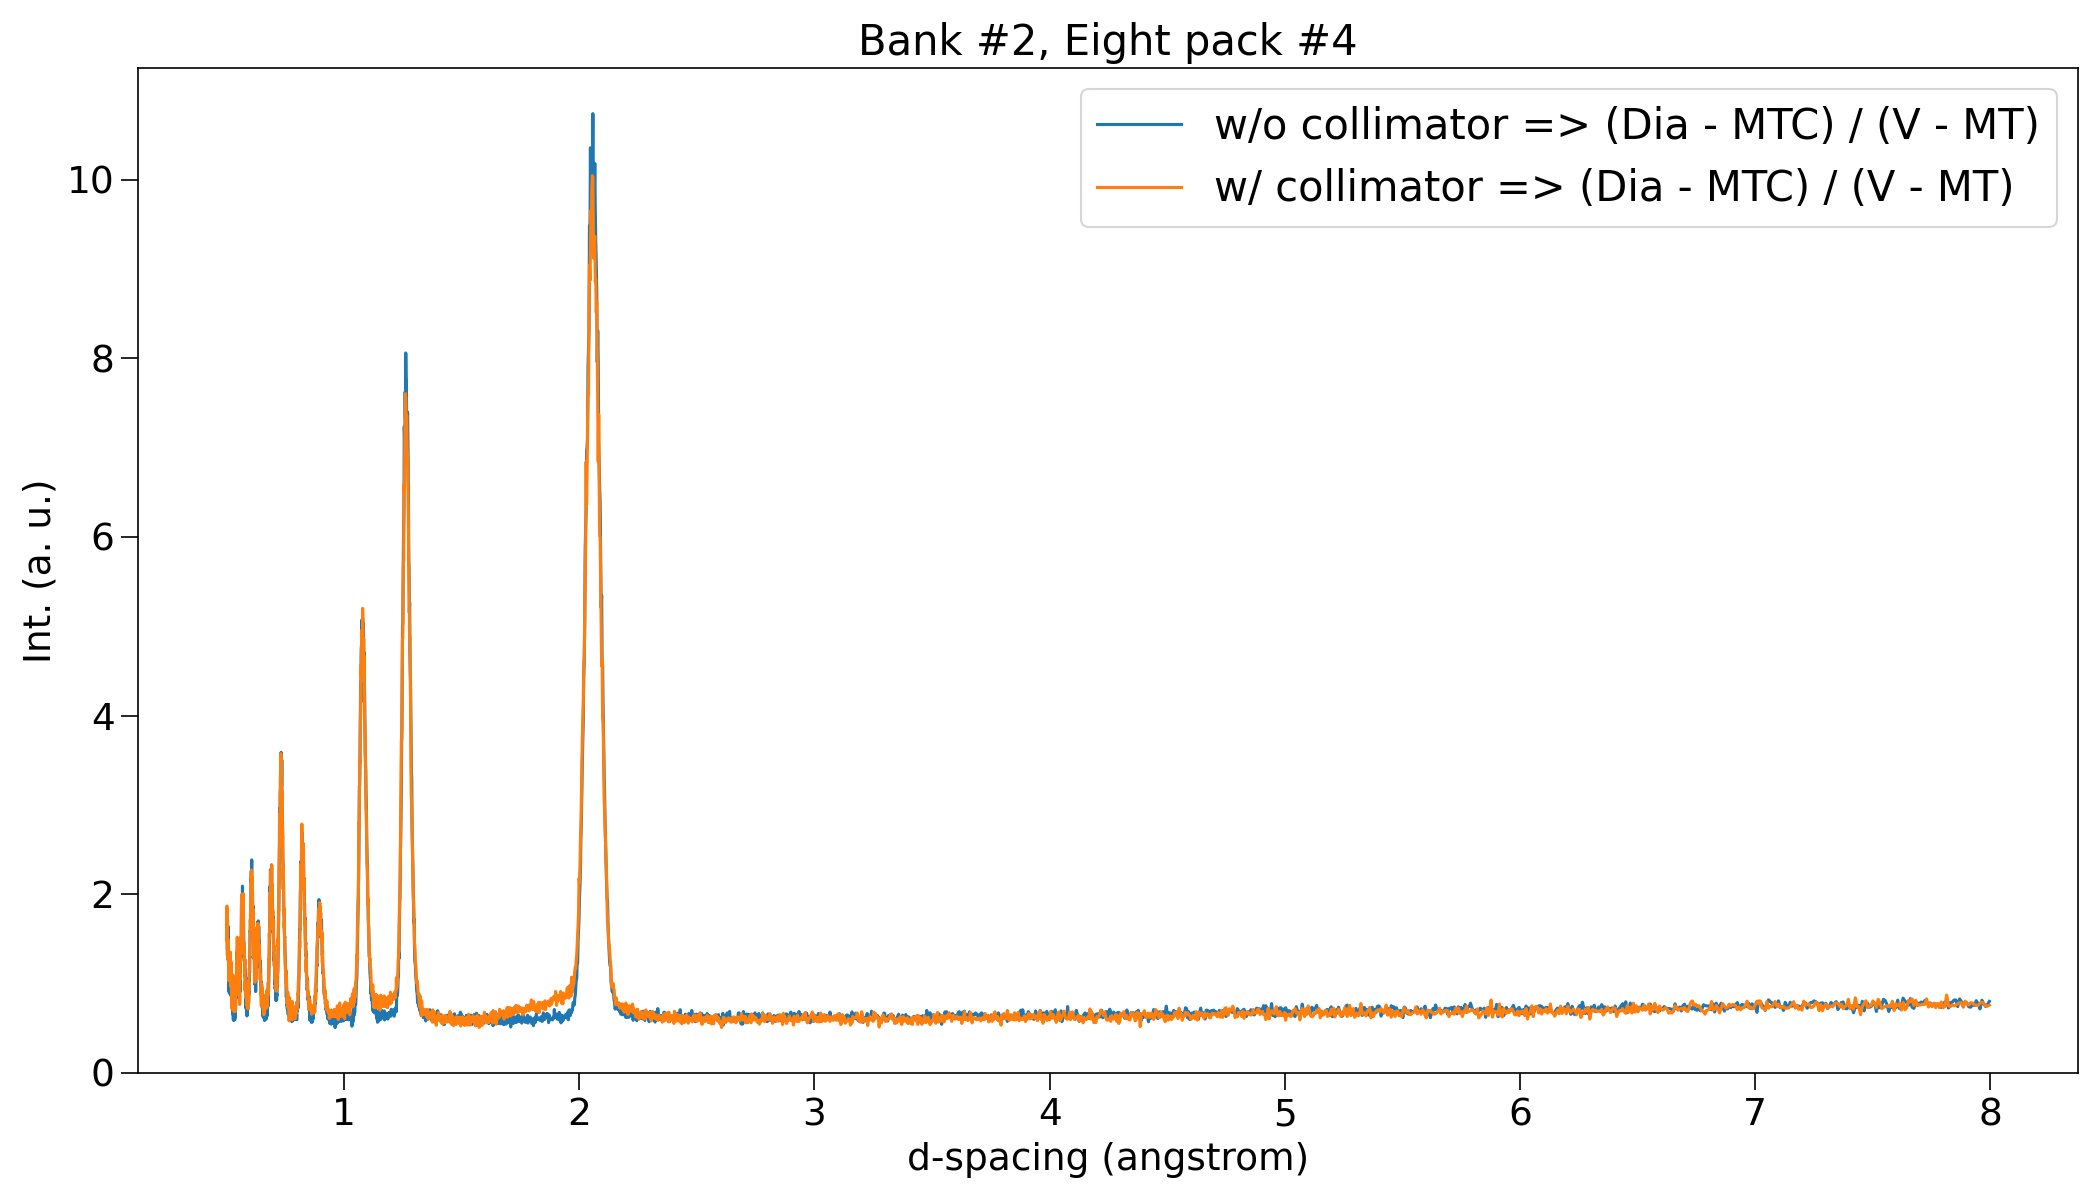 Bank #2, Eight pack #4
w/o collimator => (Dia - MTC) / (V - MT)
w/ collimator => (Dia - MTC) / (V - MT)
Int. (a. u.)
10
8
6
4
2
0
1 2 3 4 5 6 7 8
d-spacing (angstrom)